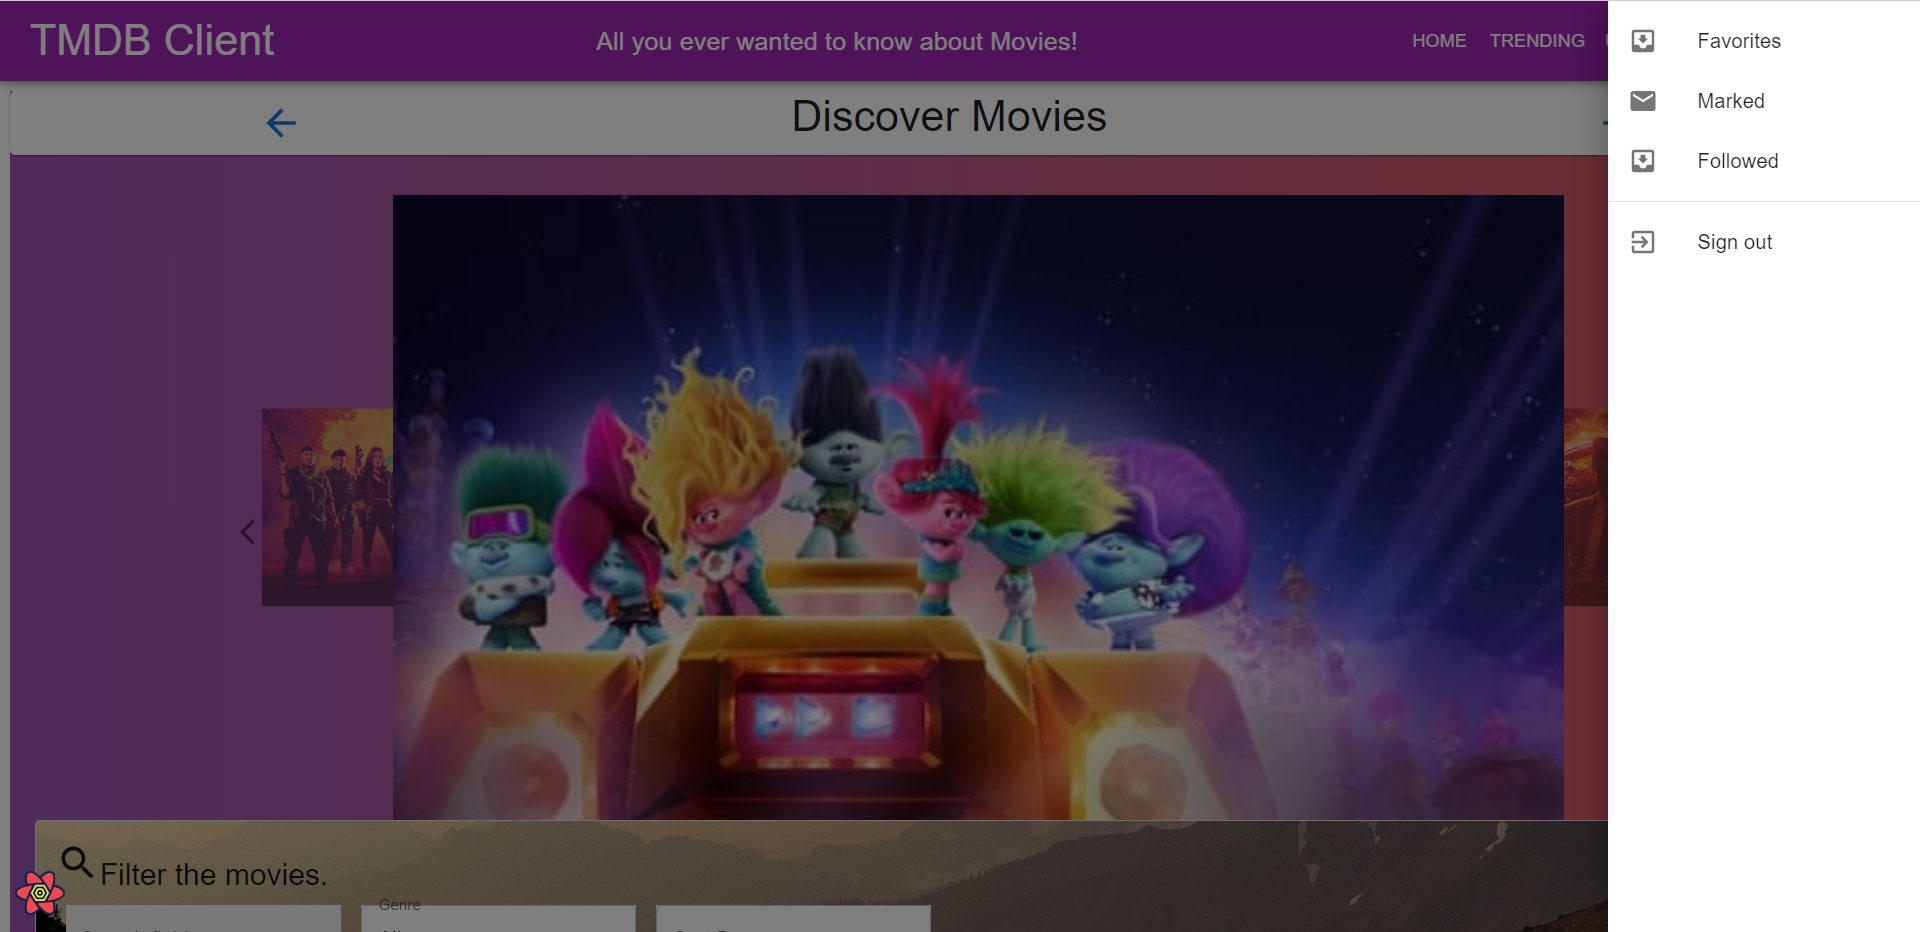 TMDB Client
All you ever wanted to know about Movies!
HOME TRENDING
Favorites
Marked
Followed
Sign out
Discover Movies
Filter the movies.
Genre